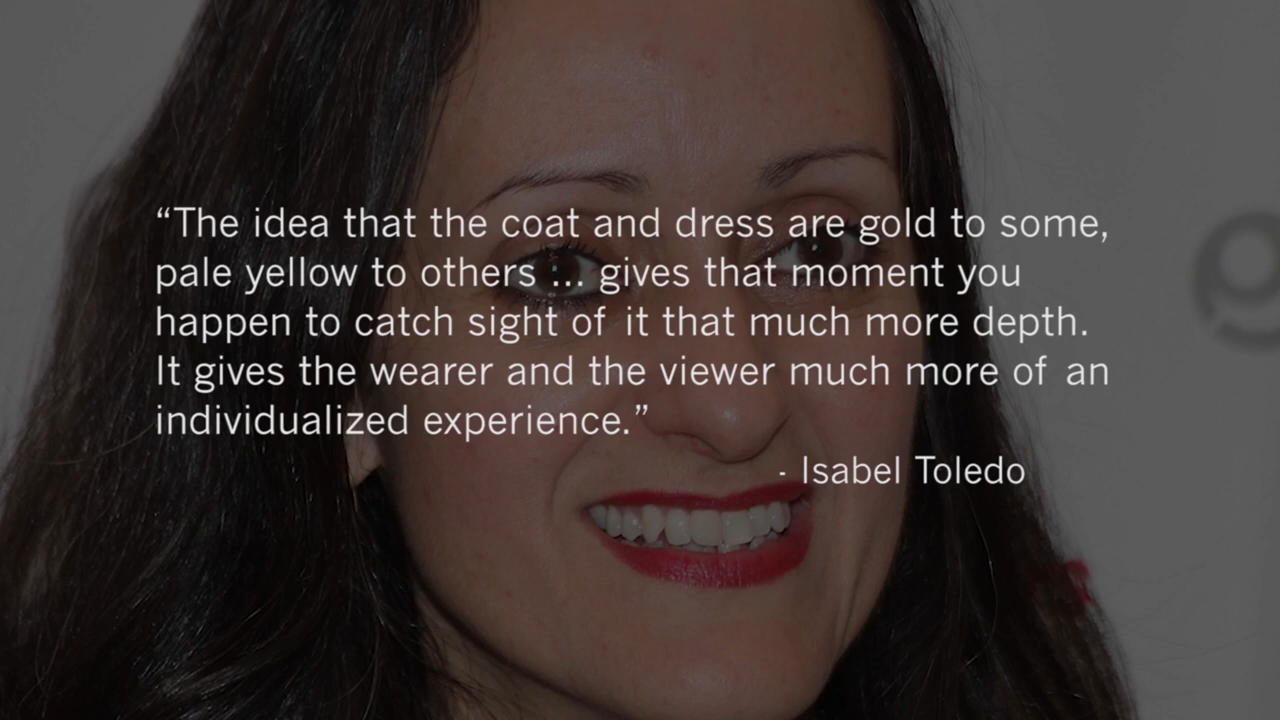 “The idea that the coat and dress are gold to some,
pale yellow to others ... gives that moment you
happen to catch sight of it that much more depth.
It gives the wearer and the viewer much more of an
individualized experience.”
- Isabel Toledo